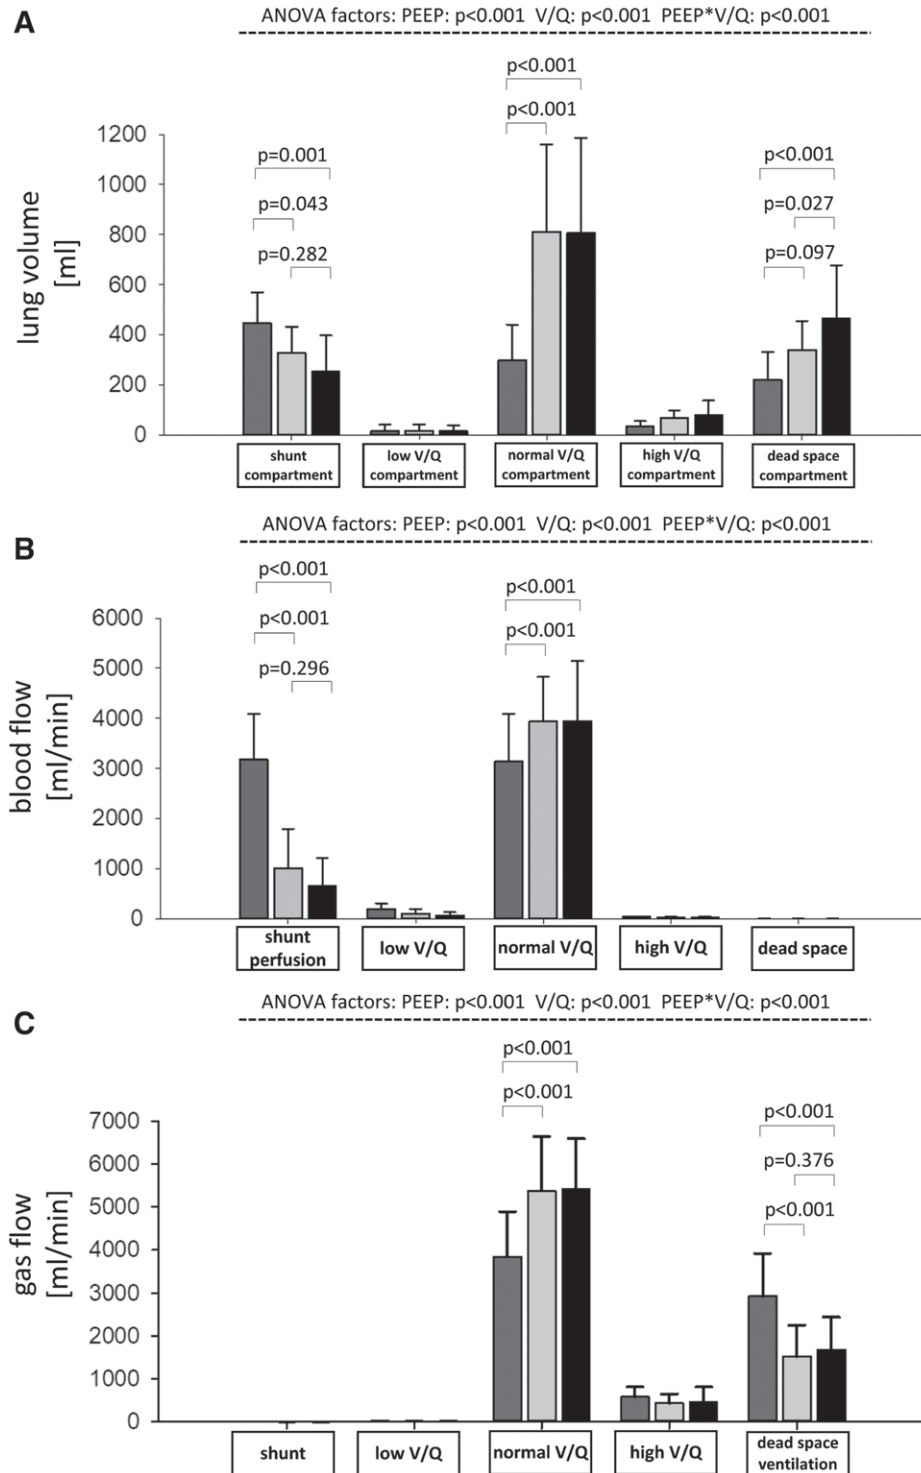 A
ANOVA factors: PEEP: p<0.001 V/Q: p<0.001 PEEP*V/Q: p<0.001
p<0.001
p<0.001
p=0.001
p=0.043
p=0.282
p<0.001
p=0.027
p=0.097
lung volume
[ml]
1200
1000
800
600
400
200
0
shunt
compartment
low V/Q
compartment
normal V/Q
compartment
high V/Q
compartment
dead space
compartment
B
ANOVA factors: PEEP: p<0.001 V/Q: p<0.001 PEEP*V/Q: p<0.001
p<0.001
p<0.001
p=0.296
p<0.001
p<0.001
blood flow
[ml/min]
6000
5000
4000
3000
2000
1000
0
shunt
perfusion
low V/Q
normal V/Q
high V/Q
dead space
C
ANOVA factors: PEEP: p<0.001 V/Q: p<0.001 PEEP*V/Q: p<0.001
p<0.001
p<0.001
p<0.001
p=0.376
p<0.001
gas flow
[ml/min]
7000
6000
5000
4000
3000
2000
1000
0
shunt
low V/Q
normal V/Q
high V/Q
dead space
ventilation